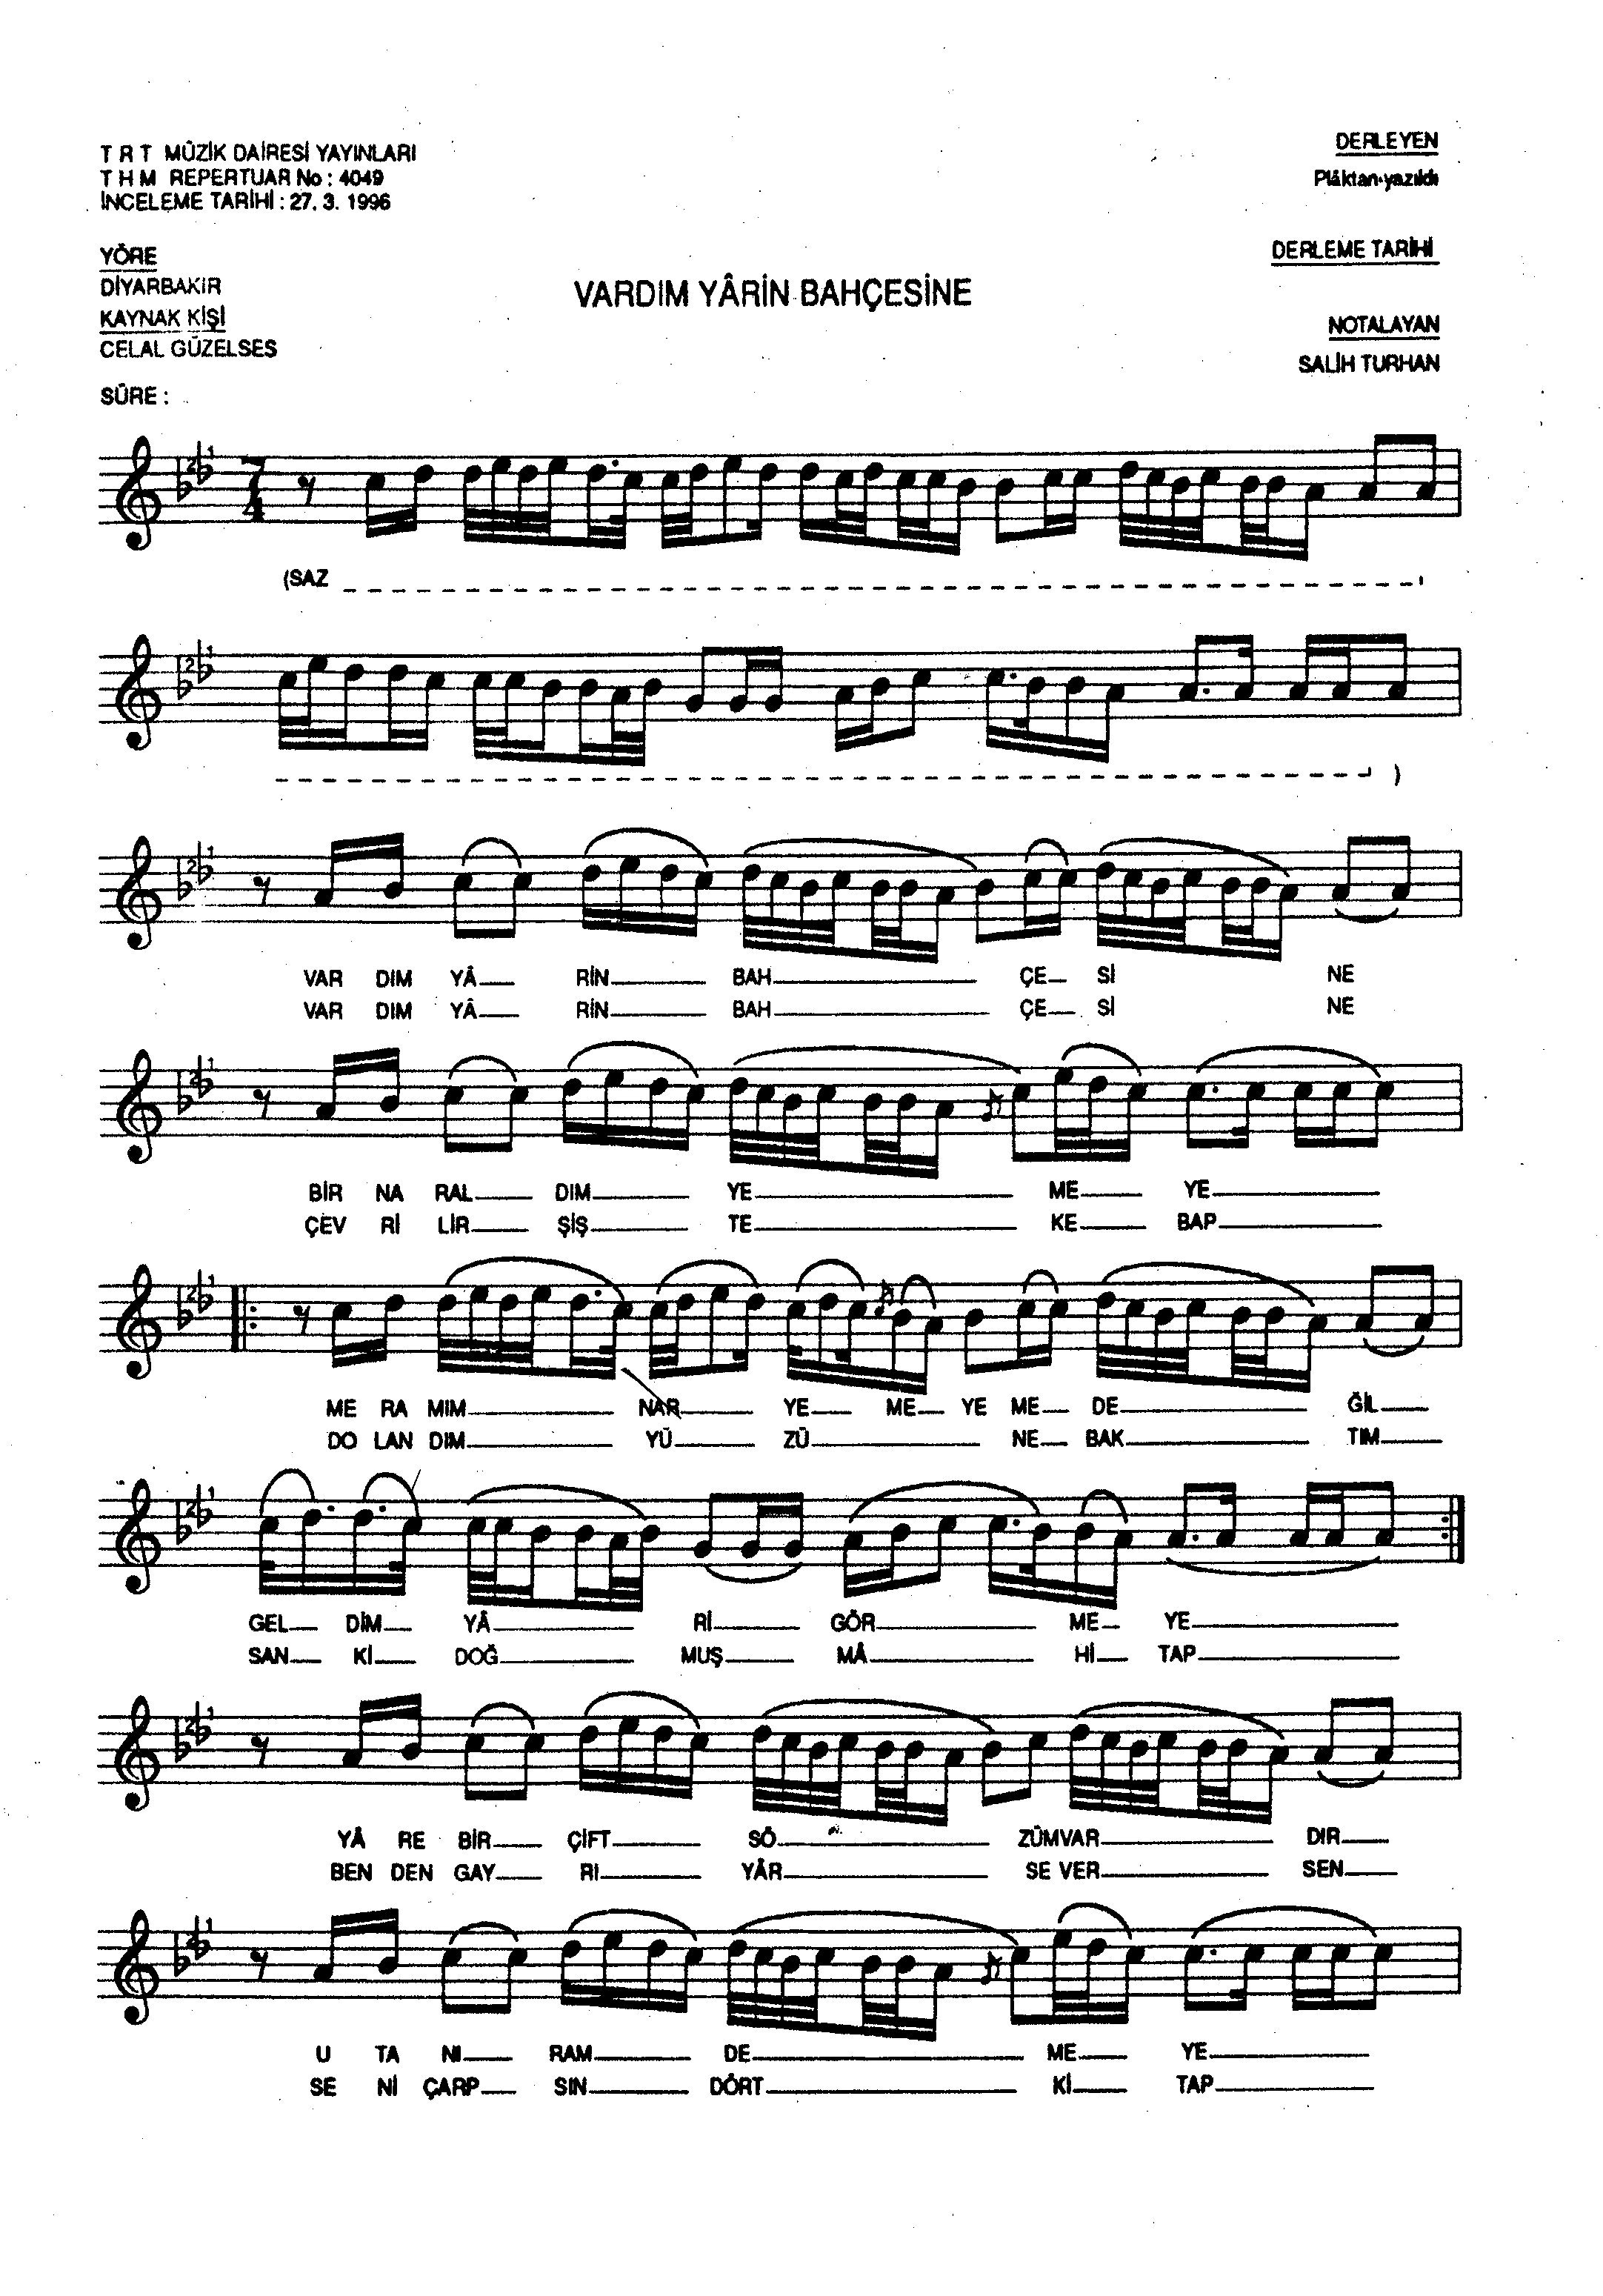 T R T MÜZİK DAİRESİ YAYINLARI
T H M REPERTUAR No : 4049
İNCELEME TARİHİ : 27. 3. 1996
DERLEYEN
Plâktan yazıldı
YÖRE
DİYARBAKIR
KAYNAK KİŞİ
CELAL GÜZELSES
SÜRE :
VARDIM YÂRİN BAHÇESİNE
DERLEME TARİHİ
NOTALAYAN
SALİH TURHAN
7
4
(SAZ
)
VAR DIM YÂ RİN BAH ÇE Sİ NE
VAR DIM YÂ RİN BAH ÇE Sİ NE
BİR NA RAL DIM YE ME YE
ÇEV Rİ LİR ŞİŞ TE KE BAP
ME RA MIM NAR YE ME YE ME DE ĞİL
DO LAN DIM YÜ ZÜ NE BAK TIM
GEL DİM YÂ Rİ GÖR ME YE
SAN Kİ DOĞ MUŞ MÂ Hİ TAP
YÂ RE BİR ÇİFT SÖ ZÜMVAR DIR
BEN DEN GAY RI YÂR SE VER SEN
U TA NI RAM DE ME YE
SE Nİ ÇARP SIN DÖRT Kİ TAP